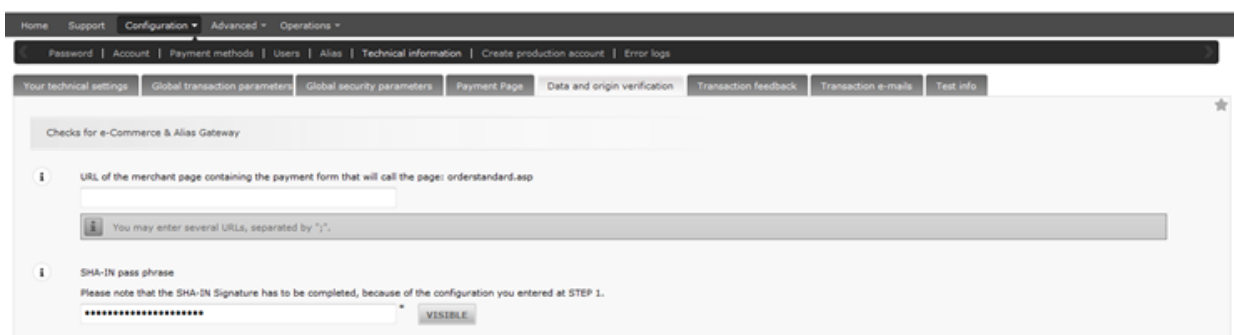 Home Support Configuration Advanced Operations
Password | Account | Payment methods | Users | Alias | Technical information | Create production account | Error logs
Your technical settings Global transaction parameters Global security parameters Payment Page Data and origin verification Transaction feedback Transaction e-mails Test info
Checks for e-Commerce & Alias Gateway
URL of the merchant page containing the payment form that will call the page: orderstandard.asp
You may enter several URLs, separated by ";".
SHA-IN pass phrase
Please note that the SHA-IN Signature has to be completed, because of the configuration you entered at STEP 1.
••••••••••••••••••••• * VISIBLE